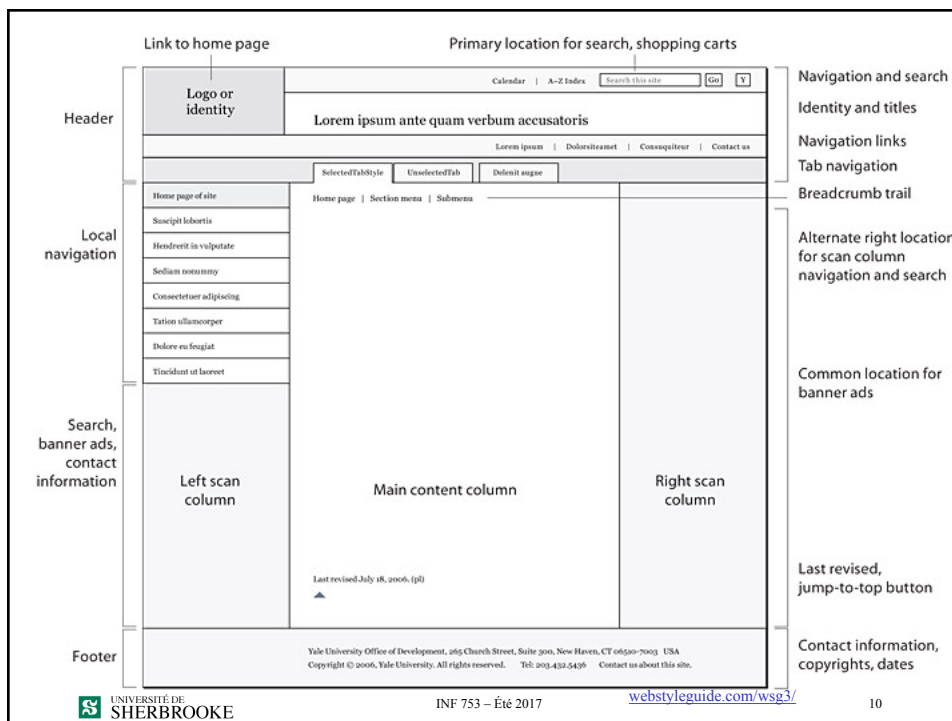 Link to home page
Primary location for search, shopping carts
Header
Logo or
identity
Calendar | A–Z Index Search this site Go Y
Lorem ipsum ante quam verbum accusatoris
Lorem ipsum | Dolorsiteamet | Consuquiteur | Contact us
SelectedTabStyle UnselectedTab Delenit augue
Navigation and search
Identity and titles
Navigation links
Tab navigation
Breadcrumb trail
Local
navigation
Home page of site
Suscipit lobortis
Hendrerit in vulputate
Sediam nonummy
Consectetuer adipiscing
Tation ullamcorper
Dolore eu feugiat
Tincidunt ut laoreet
Home page | Section menu | Submenu
Alternate right location
for scan column
navigation and search
Common location for
banner ads
Search,
banner ads,
contact
information
Left scan
column
Main content column
Right scan
column
Last revised July 18, 2006. (pl)
Last revised,
jump-to-top button
Footer
Yale University Office of Development, 265 Church Street, Suite 300, New Haven, CT 06510-7003 USA
Copyright © 2006, Yale University. All rights reserved. Tel: 203.432.5436 Contact us about this site.
Contact information,
copyrights, dates
UNIVERSITÉ DE
SHERBROOKE
INF 753 – Été 2017
webstyleguide.com/wsg3/
10